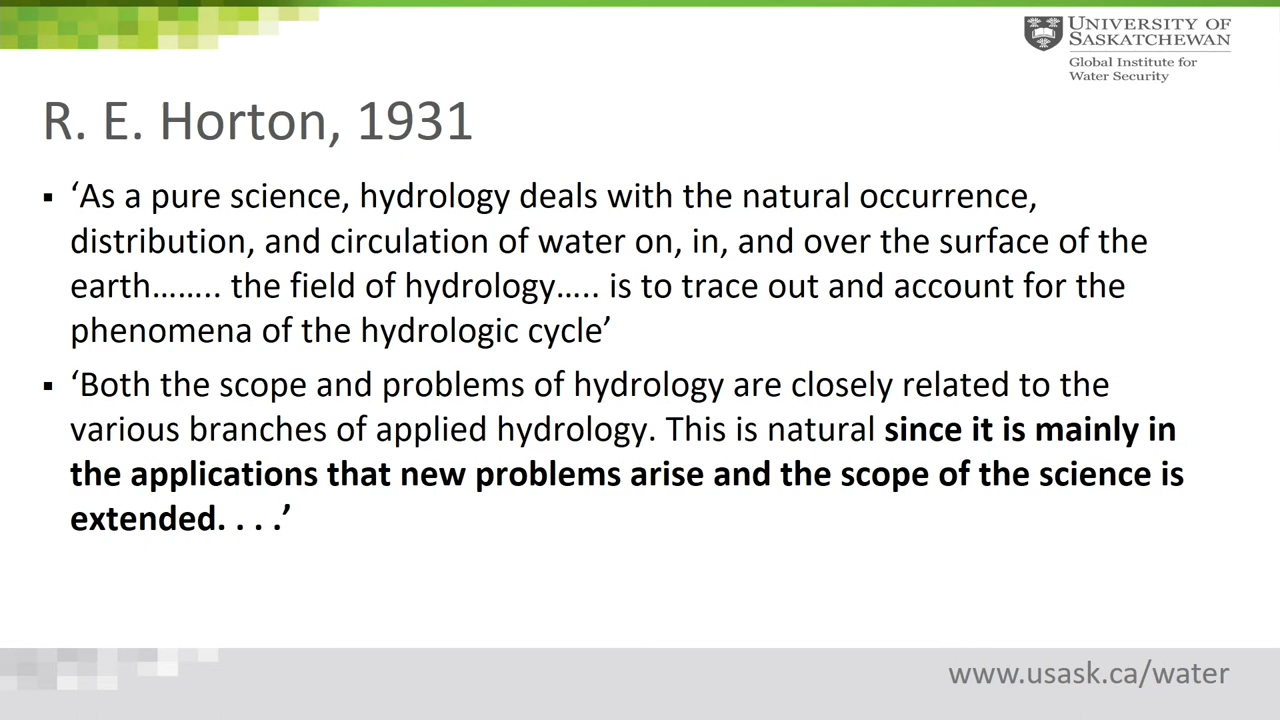 UNIVERSITY OF
SASKATCHEWAN
Global Institute for
Water Security
R. E. Horton, 1931
▪ ‘As a pure science, hydrology deals with the natural occurrence,
distribution, and circulation of water on, in, and over the surface of the
earth…….. the field of hydrology….. is to trace out and account for the
phenomena of the hydrologic cycle’
▪ ‘Both the scope and problems of hydrology are closely related to the
various branches of applied hydrology. This is natural since it is mainly in
the applications that new problems arise and the scope of the science is
extended. . . .’
www.usask.ca/water